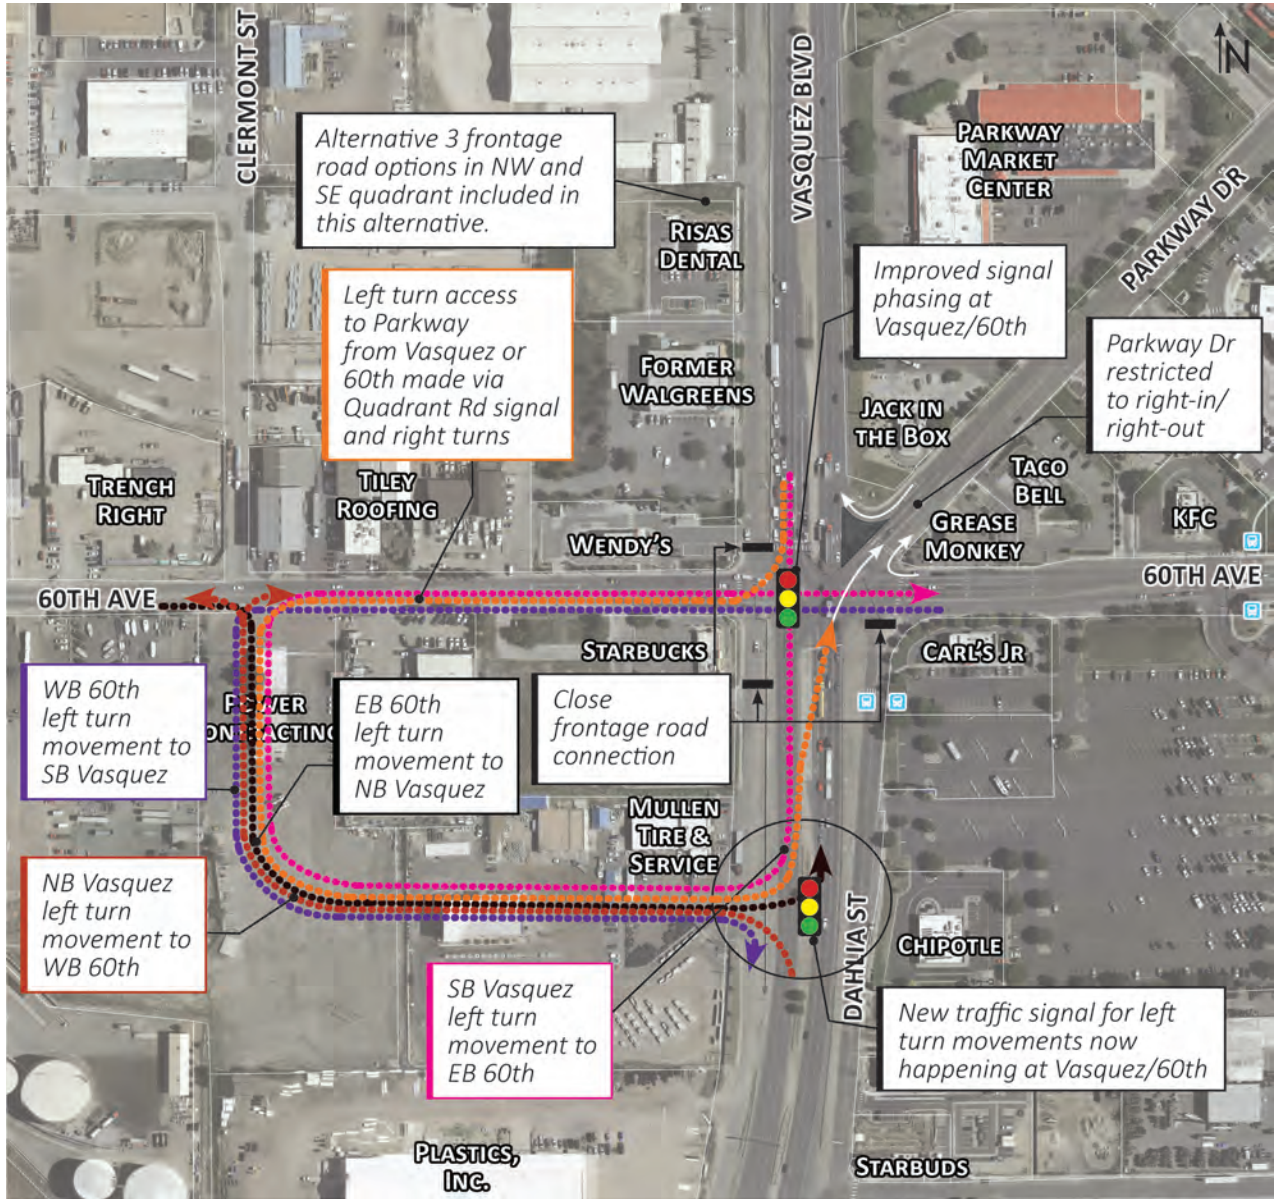 CLERMONT ST
VASQUEZ BLVD
N
Alternative 3 frontage
road options in NW and
SE quadrant included in
this alternative.
PARKWAY
MARKET
CENTER
PARKWAY DR
RISAS
DENTAL
Left turn access
to Parkway
from Vasquez or
60th made via
Quadrant Rd signal
and right turns
Improved signal
phasing at
Vasquez/60th
Parkway Dr
restricted
to right-in/
right-out
FORMER
WALGREENS
JACK IN
THE BOX
TRENCH
RIGHT
TILEY
ROOFING
TACO
BELL
KFC
WENDY'S
GREASE
MONKEY
60TH AVE
60TH AVE
STARBUCKS
CARL'S JR
WB 60th
left turn
movement to
SB Vasquez
EB 60th
left turn
movement to
NB Vasquez
Close
frontage road
connection
MULLEN
TIRE &
SERVICE
NB Vasquez
left turn
movement to
WB 60th
CHIPOTLE
DAHLIA ST
SB Vasquez
left turn
movement to
EB 60th
New traffic signal for left
turn movements now
happening at Vasquez/60th
PLASTICS,
INC.
STARBUDS